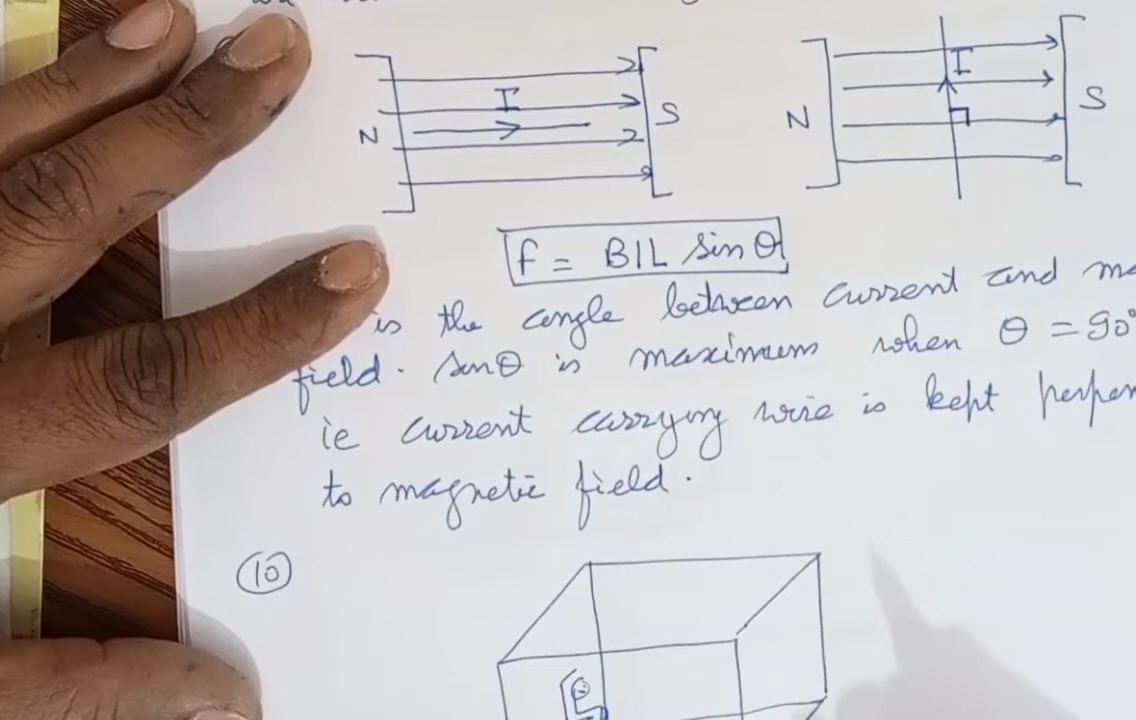 I
N
S
I
N
S
f = BIL sin θ
is the angle between current and
field. sinθ is maximum when θ = 90°
ie current carrying wire is kept
to magnetic field.
10